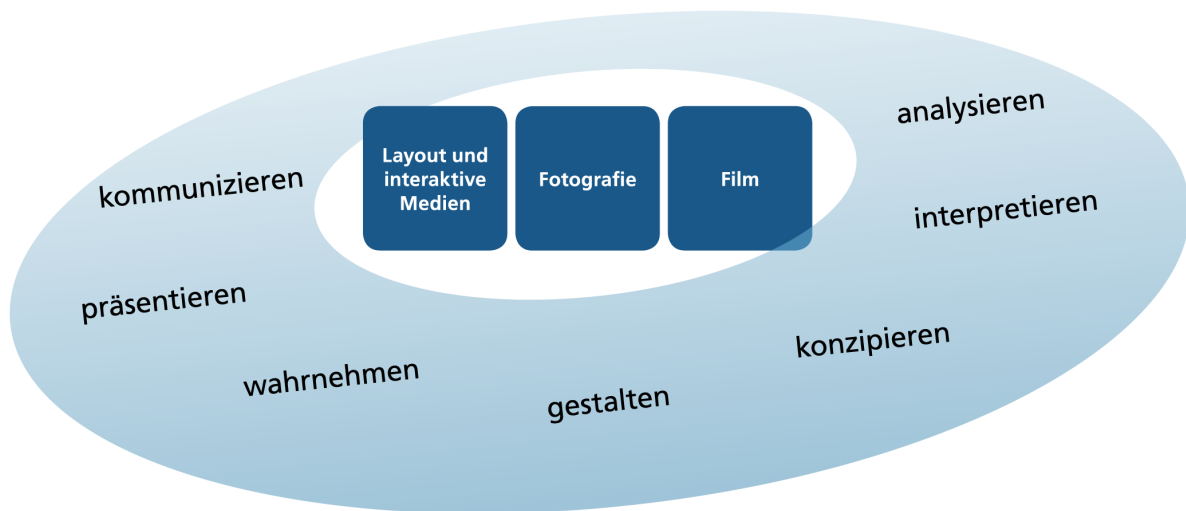 analysieren
Layout und
interaktive
Medien
Fotografie
Film
kommunizieren
interpretieren
präsentieren
konzipieren
wahrnehmen
gestalten